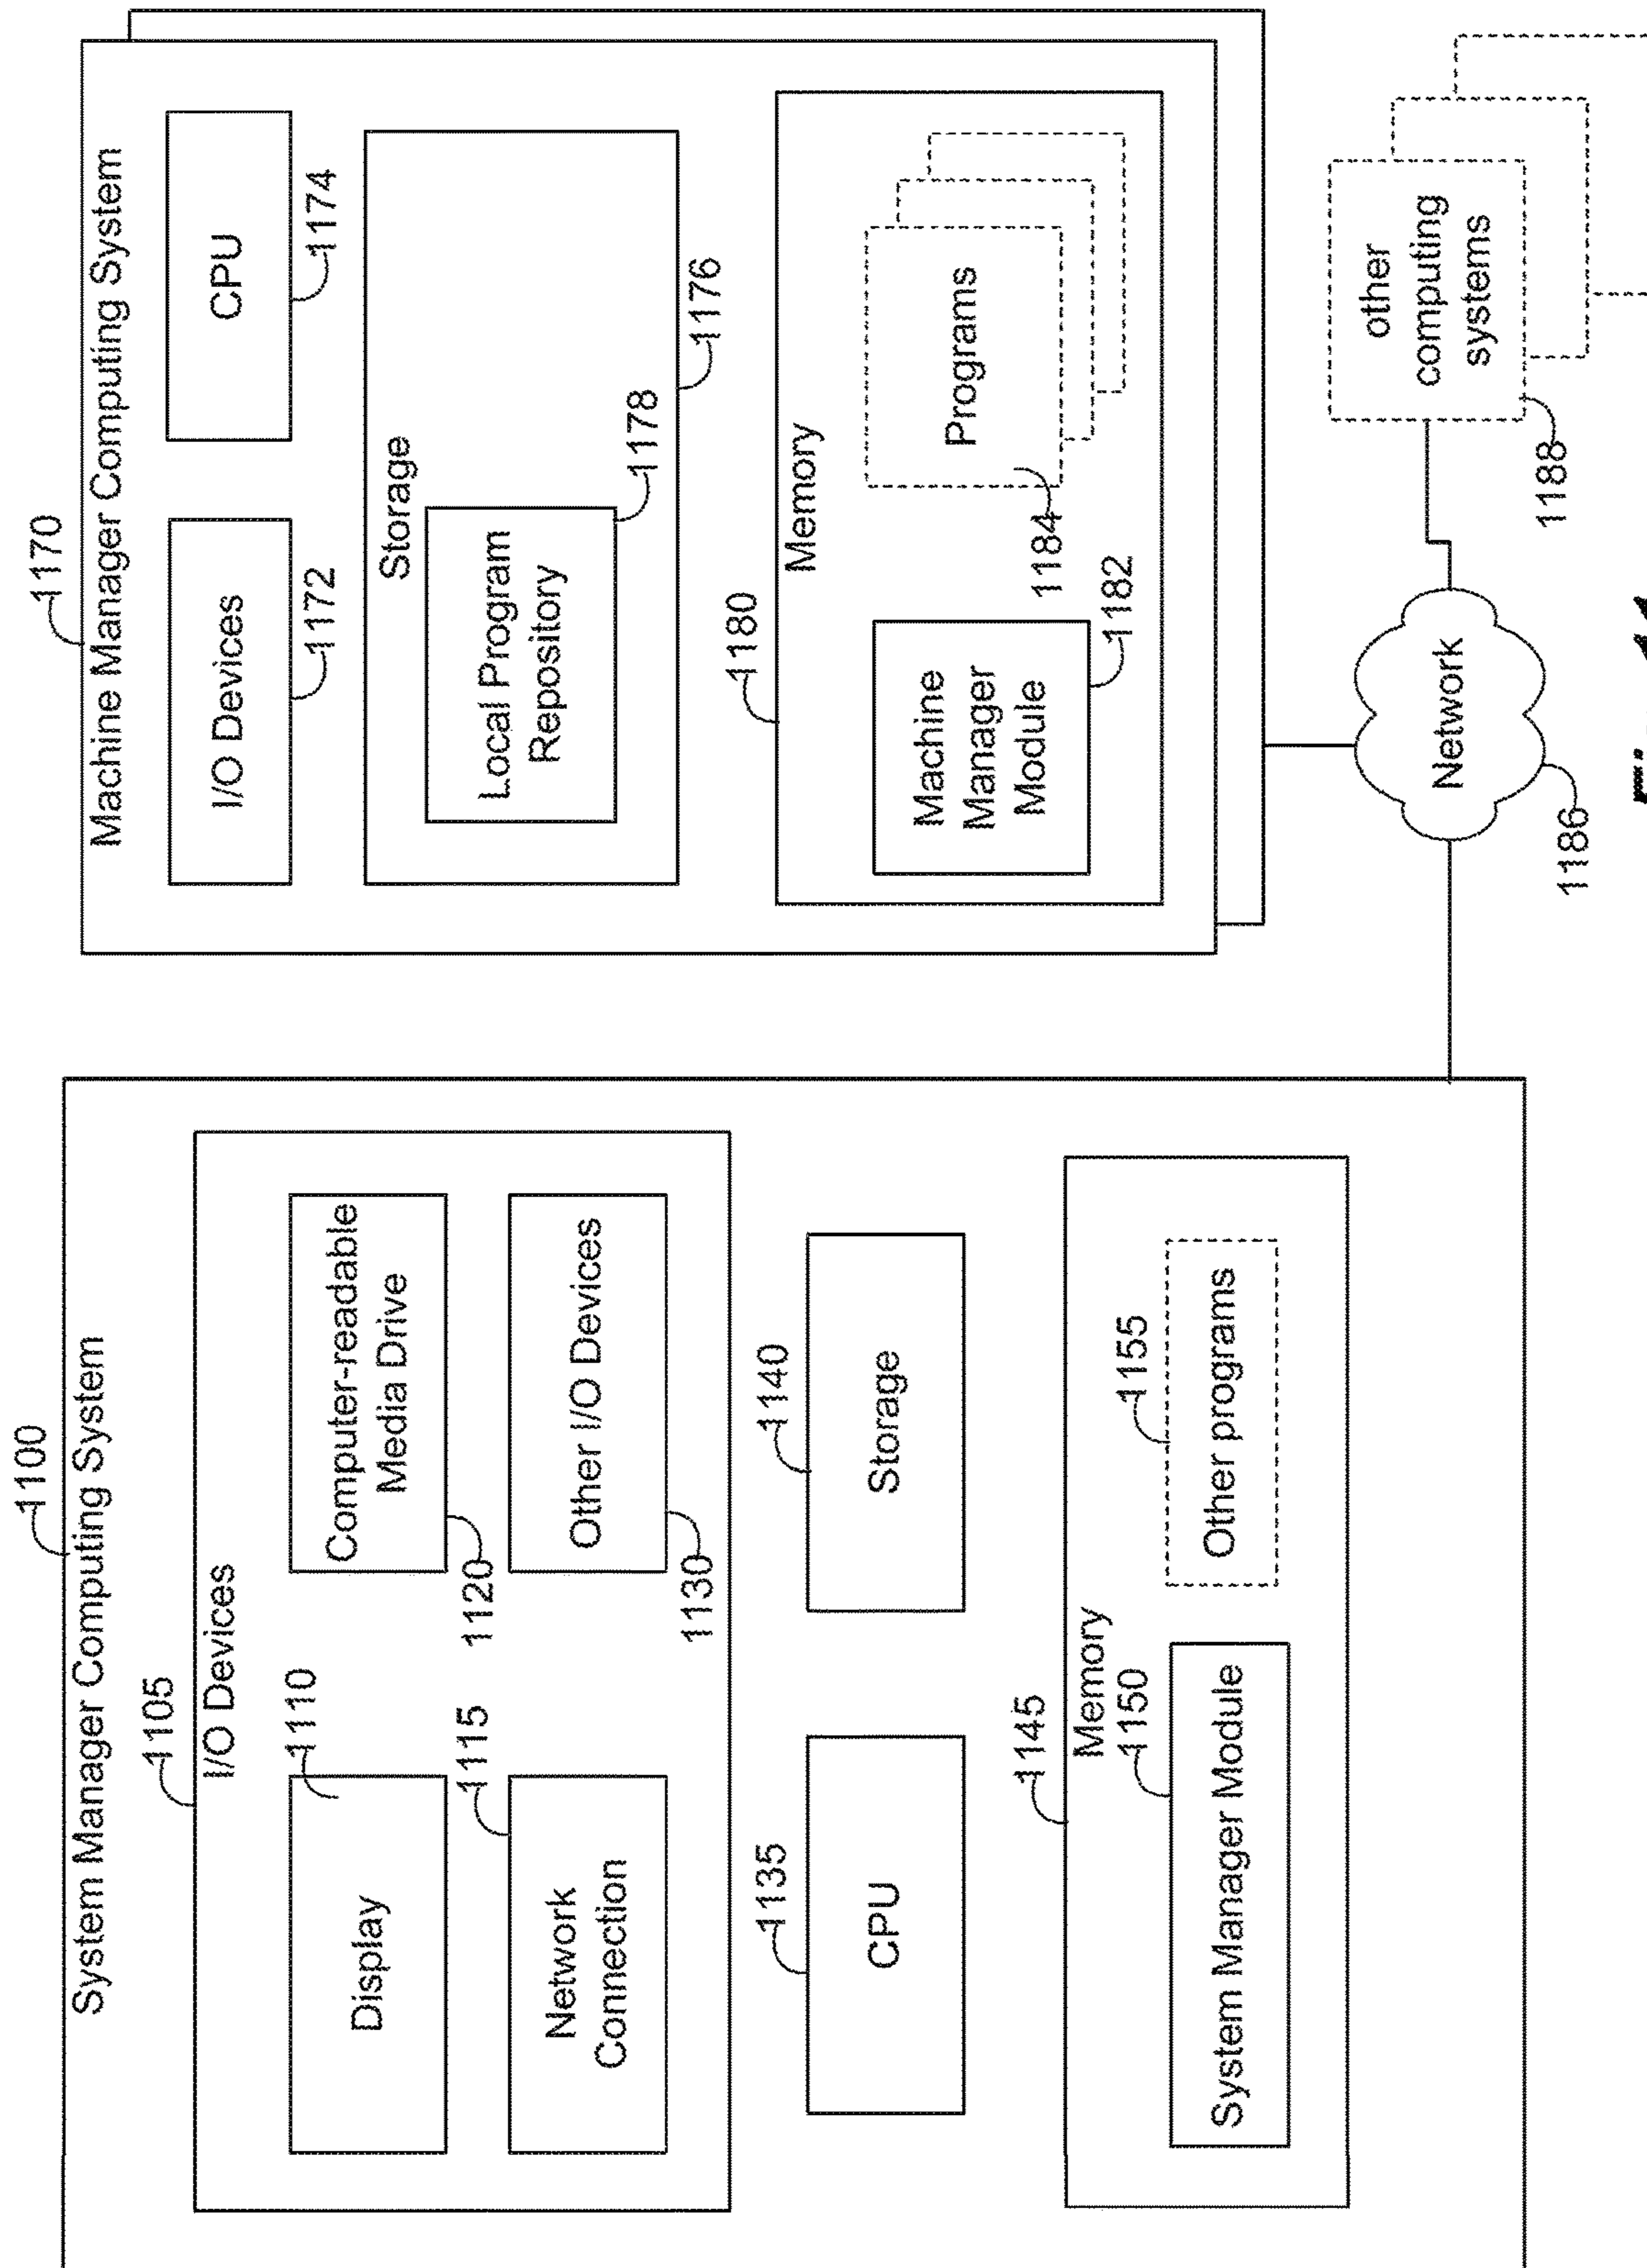 1100
System Manager Computing System
1105
I/O Devices
1110
Display
Computer-readable
Media Drive
1120
1115
Network
Connection
Other I/O Devices
1130
1135
CPU
1140
Storage
1145
Memory
1150
System Manager Module
1155
Other programs
1170
Machine Manager Computing System
I/O Devices
1172
CPU
1174
Storage
Local Program
Repository
1178
1176
1180
Memory
Machine
Manager
Module
1182
Programs
1184
Network
1186
other
computing
systems
1188